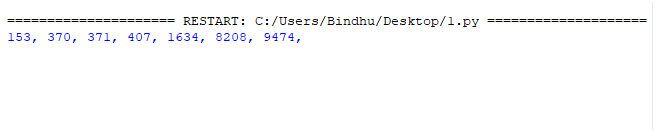 ===================== RESTART: C:/Users/Bindhu/Desktop/1.py ====================
153, 370, 371, 407, 1634, 8208, 9474,